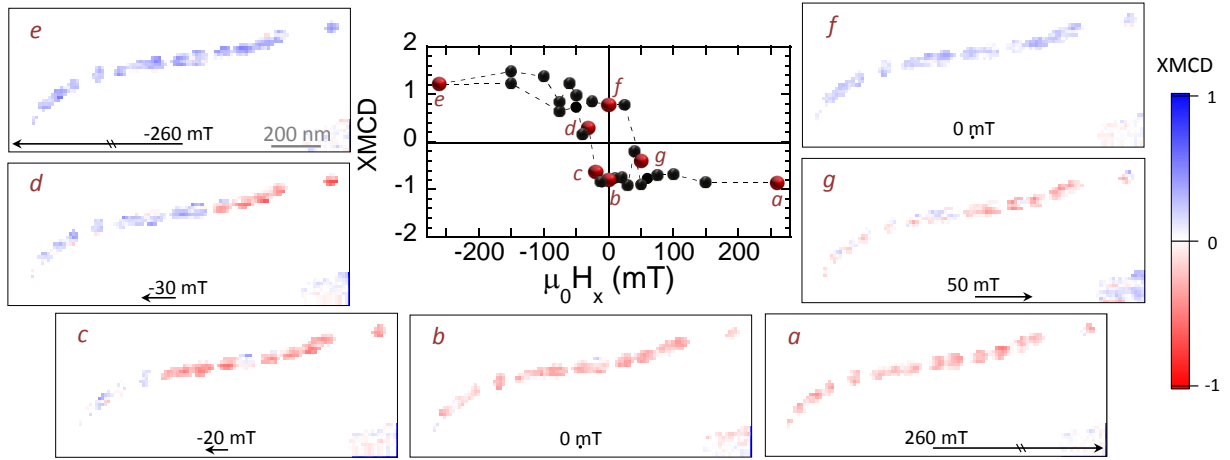 e
-260 mT
200 nm
d
-30 mT
c
-20 mT
b
0 mT
a
260 mT
f
0 mT
g
50 mT
XMCD
2
1
0
-1
-2
-200
-100
0
100
200
μ₀Hₓ (mT)
e
d
c
b
f
g
a
XMCD
1
0
-1